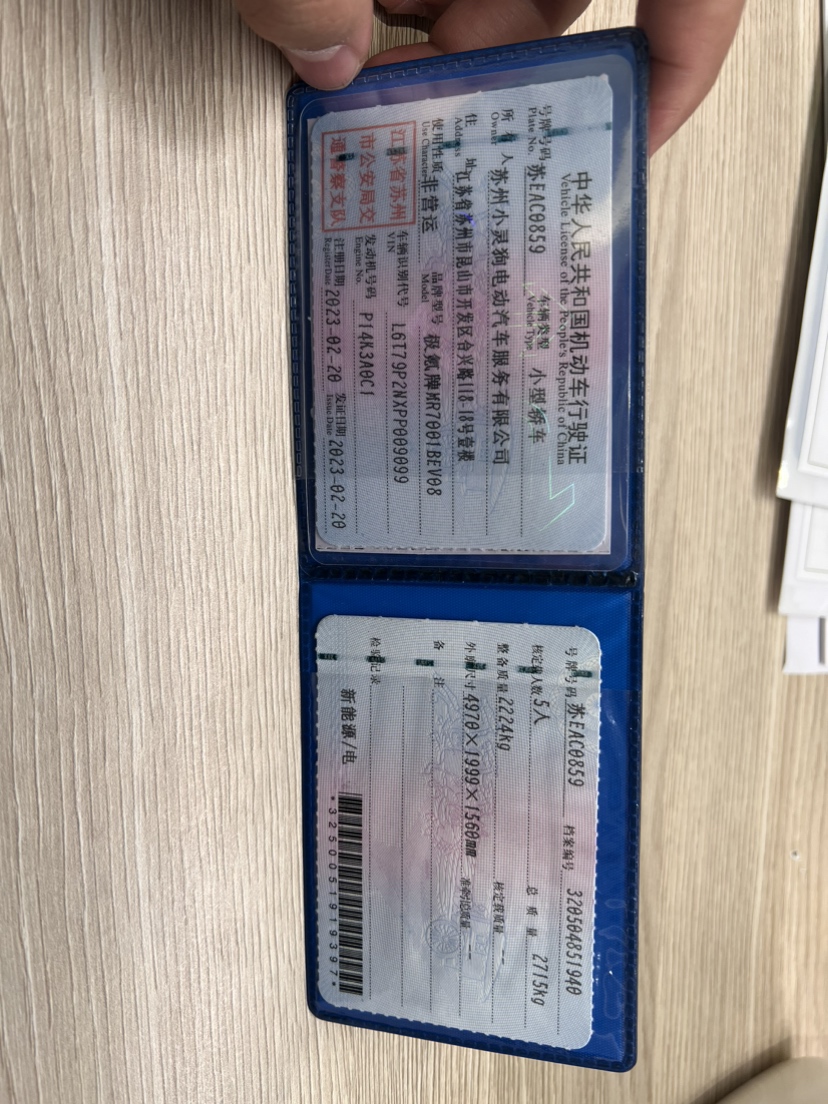 中华人民共和国机动车行驶证
Vehicle License of the People's Republic of China
号牌号码 苏EAC0859 车辆类型 小型轿车
Plate No. Vehicle Type
所有人 苏州小灵狗电动汽车服务有限公司
Owner
住址 江苏省苏州市昆山市开发区台兴路118-18号壹楼
Address
使用性质 非营运 品牌型号 极氪牌MR7001BEV08
Use Character Model
江苏省苏州
市公安局交
通警察支队
车辆识别代号 L6T79P2NXPP009099
VIN
发动机号码 P14K3A0C1
Engine No.
注册日期 2023-02-20 发证日期 2023-02-20
Register Date Issue Date
号牌号码 苏EAC0859 档案编号 320504851940
核定载人数 5人 总质量 2715kg
整备质量 2224kg 核定载质量 --
外廓尺寸 4970×1999×1560mm 准牵引总质量 --
备注
检验记录
新能源/电
*3250051919397*